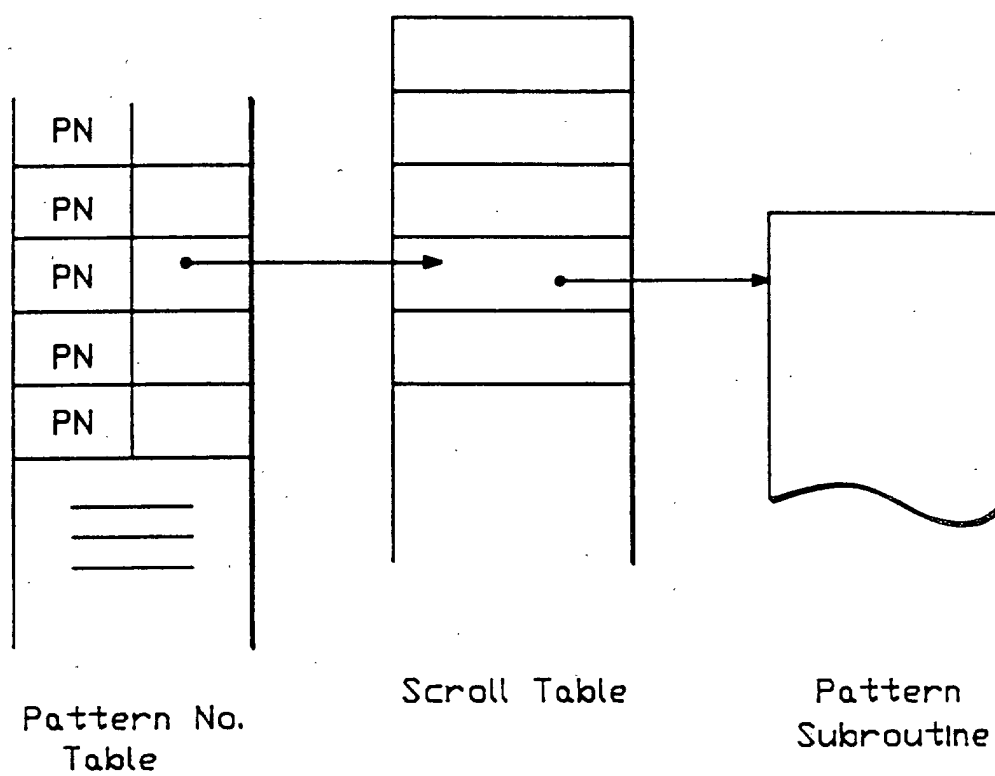 PN
PN
PN
PN
PN
Pattern No.
Table
Scroll Table
Pattern
Subroutine